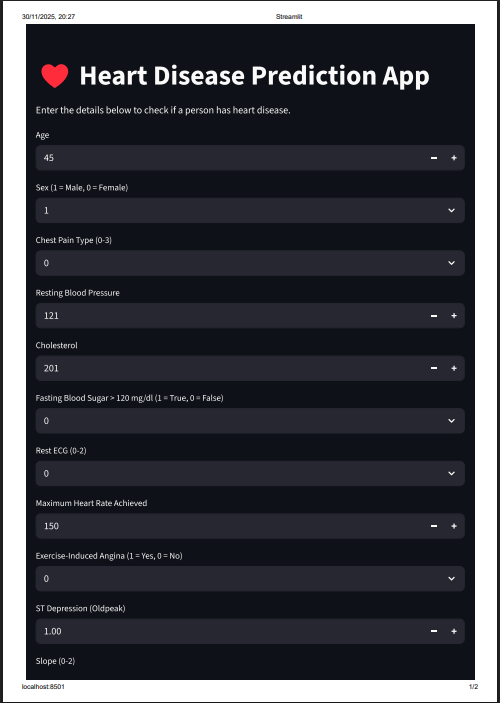 30/11/2025, 20:27 Streamlit
Heart Disease Prediction App
Enter the details below to check if a person has heart disease.
Age
45
Sex (1 = Male, 0 = Female)
1
Chest Pain Type (0-3)
0
Resting Blood Pressure
121
Cholesterol
201
Fasting Blood Sugar > 120 mg/dl (1 = True, 0 = False)
0
Rest ECG (0-2)
0
Maximum Heart Rate Achieved
150
Exercise-Induced Angina (1 = Yes, 0 = No)
0
ST Depression (Oldpeak)
1.00
Slope (0-2)
localhost:8501 1/2